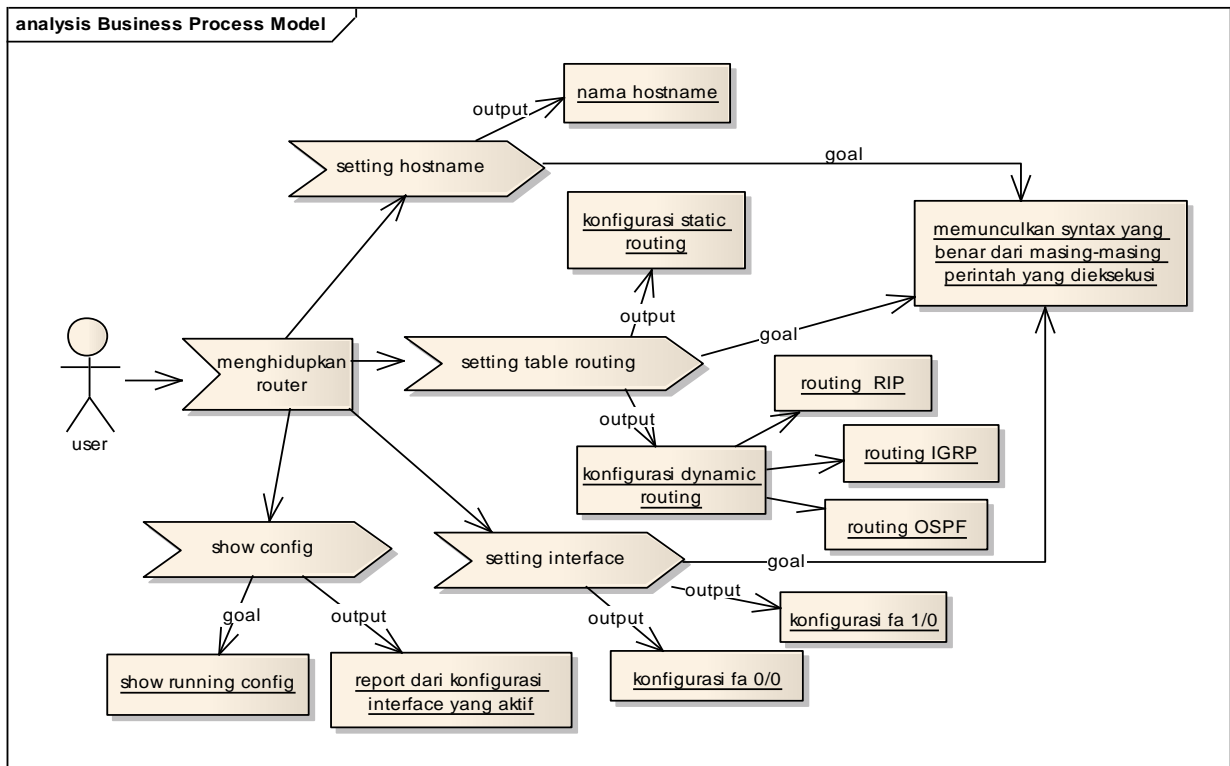 analysis Business Process Model
nama hostname
output
setting hostname
goal
konfigurasi static
routing
memunculkan syntax yang
benar dari masing-masing
perintah yang dieksekusi
output
goal
menghidupkan
router
setting table routing
routing RIP
user
output
routing IGRP
konfigurasi dynamic
routing
routing OSPF
show config
setting interface
goal
output
konfigurasi fa 1/0
goal
output
output
show running config
report dari konfigurasi
interface yang aktif
konfigurasi fa 0/0